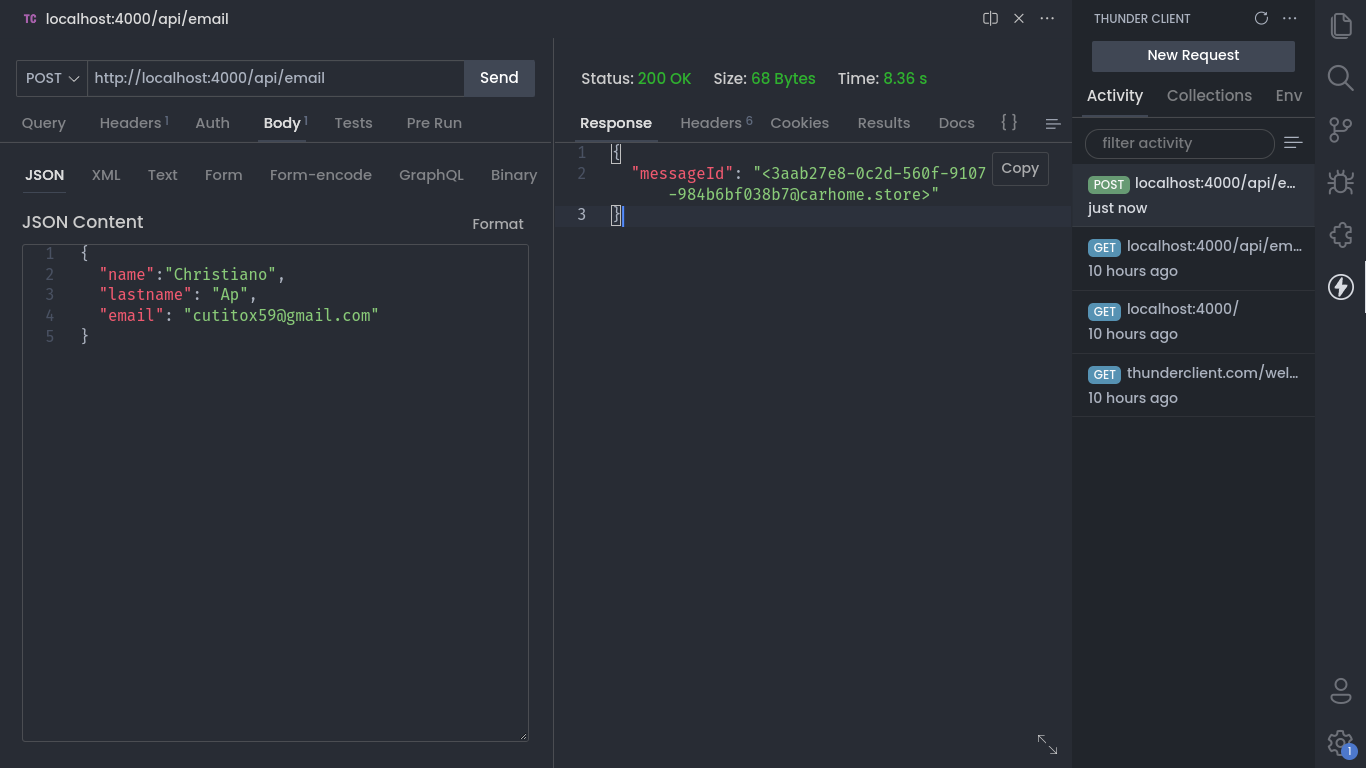 TC localhost:4000/api/email
POST http://localhost:4000/api/email Send
Query Headers 1 Auth Body 1 Tests Pre Run
JSON XML Text Form Form-encode GraphQL Binary
JSON Content Format
1 {
2 "name":"Christiano",
3 "lastname": "Ap",
4 "email": "cutitox59@gmail.com"
5 }
Status: 200 OK Size: 68 Bytes Time: 8.36 s
Response Headers 6 Cookies Results Docs { }
1 {
2 "messageId": "<3aab27e8-0c2d-560f-9107
-984b6bf038b7@carhome.store>"
3 }
Copy
THUNDER CLIENT
New Request
Activity Collections Env
filter activity
POST localhost:4000/api/e...
just now
GET localhost:4000/api/em...
10 hours ago
GET localhost:4000/
10 hours ago
GET thunderclient.com/wel...
10 hours ago
1